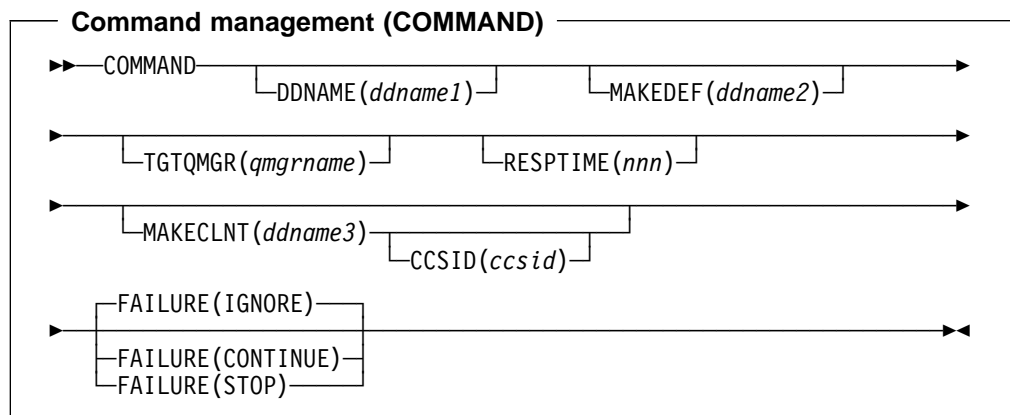 Command management (COMMAND)
COMMAND
DDNAME(ddname1) MAKEDEF(ddname2)
TGTQMGR(qmgrname) RESPTIME(nnn)
MAKECLNT(ddname3)
CCSID(ccsid)
FAILURE(IGNORE)
FAILURE(CONTINUE)
FAILURE(STOP)